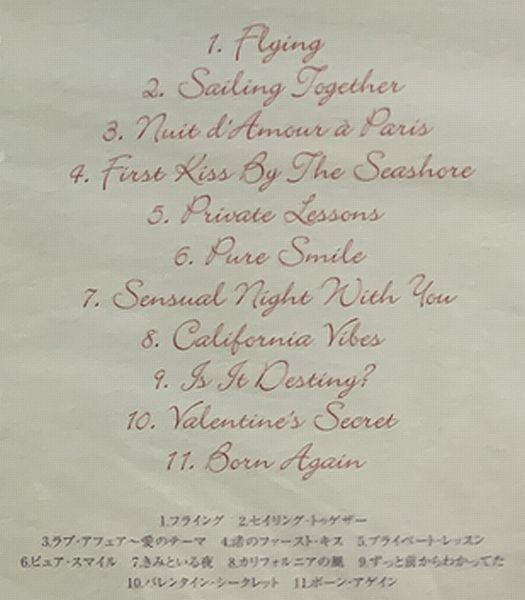 1. Flying
2. Sailing Together
3. Nuit d'Amour à Paris
4. First Kiss By The Seashore
5. Private Lessons
6. Pure Smile
7. Sensual Night With You
8. California Vibes
9. Is It Destiny?
10. Valentine's Secret
11. Born Again
1.フライング 2.セイリング・トゥゲザー
3.ラブ・アフェア～愛のテーマ 4.渚のファースト・キス 5.プライベート・レッスン
6.ピュア・スマイル 7.きみといる夜 8.カリフォルニアの風 9.ずっと前からわかってた
10.バレンタイン・シークレット 11.ボーン・アゲイン